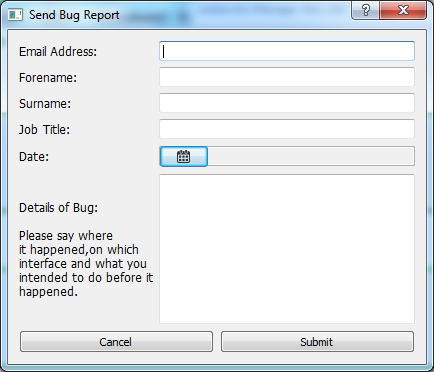 Send Bug Report
?
Email Address:
Forename:
Surname:
Job Title:
Date:
Details of Bug:
Please say where
it happened,on which
interface and what you
intended to do before it
happened.
Cancel Submit